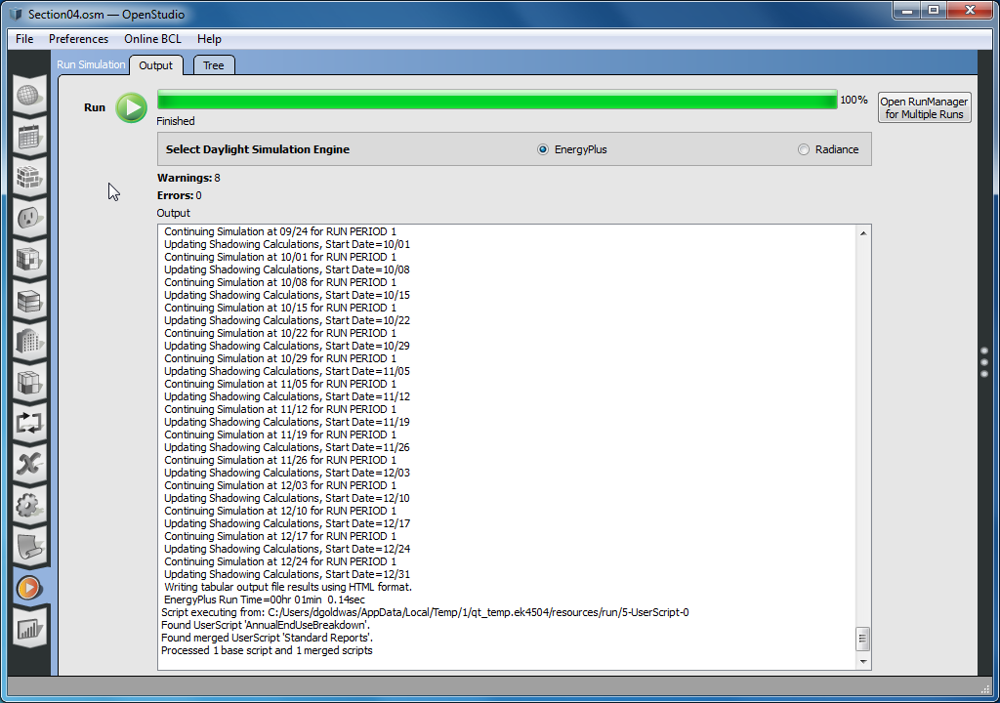 Section04.osm — OpenStudio
File Preferences Online BCL Help
Run Simulation Output Tree
Run
100%
Open RunManager
for Multiple Runs
Finished
Select Daylight Simulation Engine EnergyPlus Radiance
Warnings: 8
Errors: 0
Output
Continuing Simulation at 09/24 for RUN PERIOD 1
Updating Shadowing Calculations, Start Date=10/01
Continuing Simulation at 10/01 for RUN PERIOD 1
Updating Shadowing Calculations, Start Date=10/08
Continuing Simulation at 10/08 for RUN PERIOD 1
Updating Shadowing Calculations, Start Date=10/15
Continuing Simulation at 10/15 for RUN PERIOD 1
Updating Shadowing Calculations, Start Date=10/22
Continuing Simulation at 10/22 for RUN PERIOD 1
Updating Shadowing Calculations, Start Date=10/29
Continuing Simulation at 10/29 for RUN PERIOD 1
Updating Shadowing Calculations, Start Date=11/05
Continuing Simulation at 11/05 for RUN PERIOD 1
Updating Shadowing Calculations, Start Date=11/12
Continuing Simulation at 11/12 for RUN PERIOD 1
Updating Shadowing Calculations, Start Date=11/19
Continuing Simulation at 11/19 for RUN PERIOD 1
Updating Shadowing Calculations, Start Date=11/26
Continuing Simulation at 11/26 for RUN PERIOD 1
Updating Shadowing Calculations, Start Date=12/03
Continuing Simulation at 12/03 for RUN PERIOD 1
Updating Shadowing Calculations, Start Date=12/10
Continuing Simulation at 12/10 for RUN PERIOD 1
Updating Shadowing Calculations, Start Date=12/17
Continuing Simulation at 12/17 for RUN PERIOD 1
Updating Shadowing Calculations, Start Date=12/24
Continuing Simulation at 12/24 for RUN PERIOD 1
Updating Shadowing Calculations, Start Date=12/31
Writing tabular output file results using HTML format.
EnergyPlus Run Time=00hr 01min  0.14sec
Script executing from: C:/Users/dgoldwas/AppData/Local/Temp/1/qt_temp.ek4504/resources/run/5-UserScript-0
Found UserScript 'AnnualEndUseBreakdown'.
Found merged UserScript 'Standard Reports'.
Processed 1 base script and 1 merged scripts